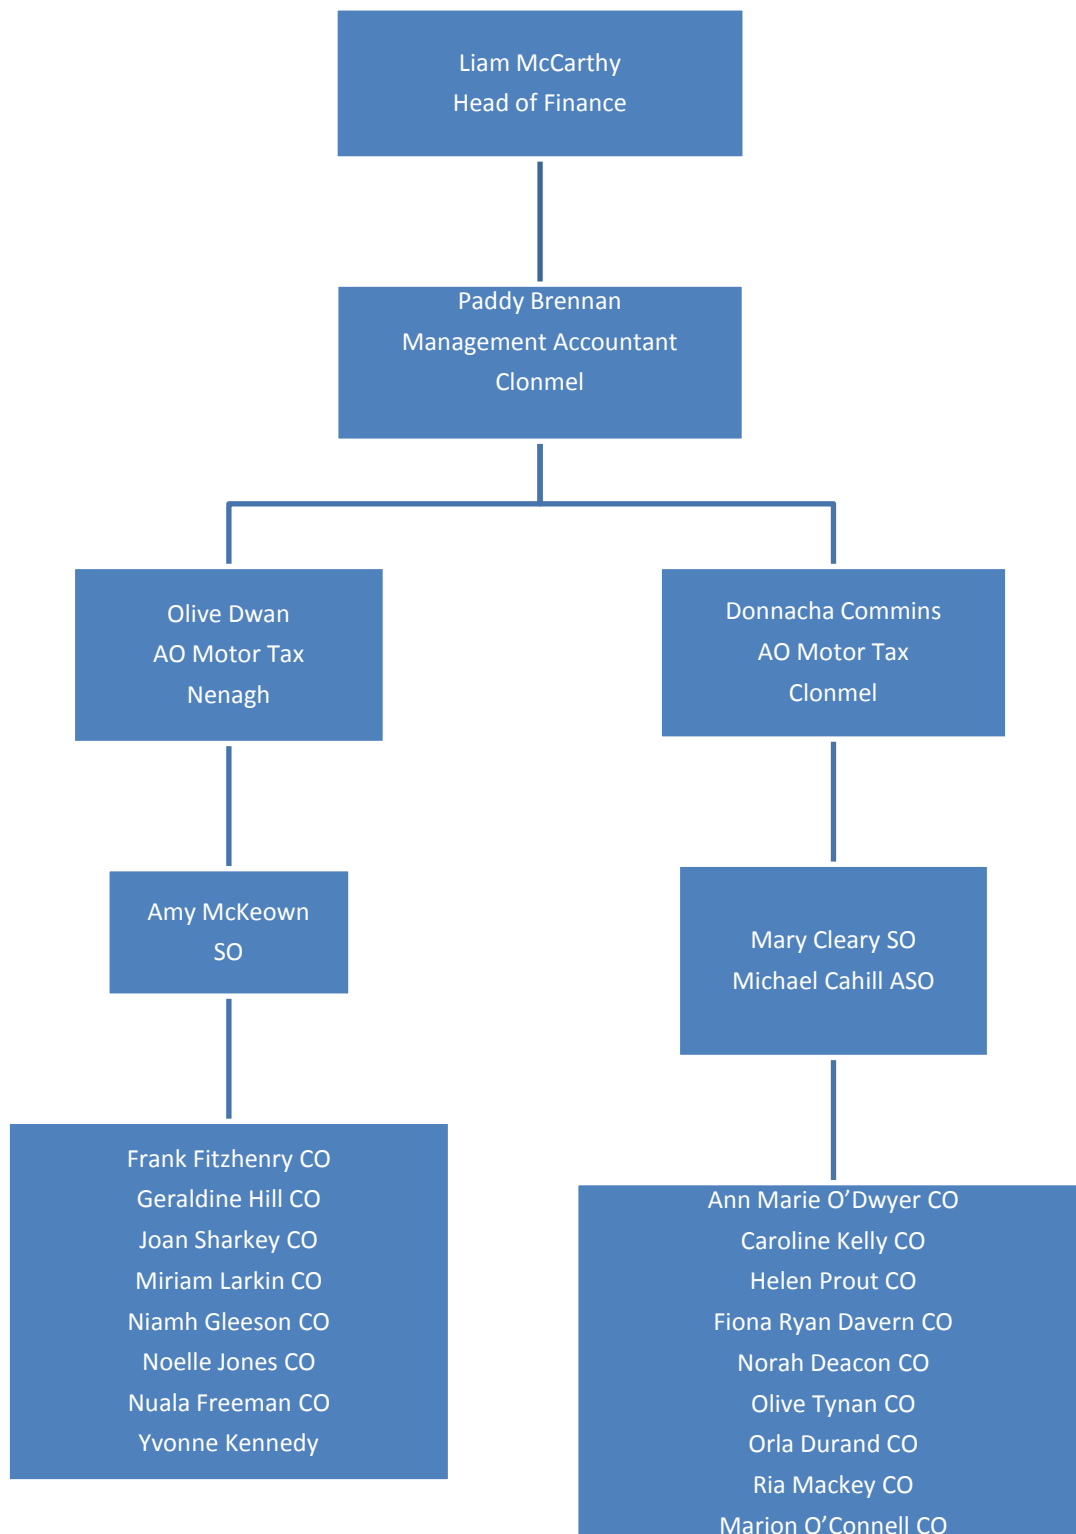 Liam McCarthy
Head of Finance
Paddy Brennan
Management Accountant
Clonmel
Olive Dwan
AO Motor Tax
Nenagh
Donnacha Commins
AO Motor Tax
Clonmel
Amy McKeown
SO
Mary Cleary SO
Michael Cahill ASO
Frank Fitzhenry CO
Geraldine Hill CO
Joan Sharkey CO
Miriam Larkin CO
Niamh Gleeson CO
Noelle Jones CO
Nuala Freeman CO
Yvonne Kennedy
Ann Marie O’Dwyer CO
Caroline Kelly CO
Helen Prout CO
Fiona Ryan Davern CO
Norah Deacon CO
Olive Tynan CO
Orla Durand CO
Ria Mackey CO
Marion O’Connell CO